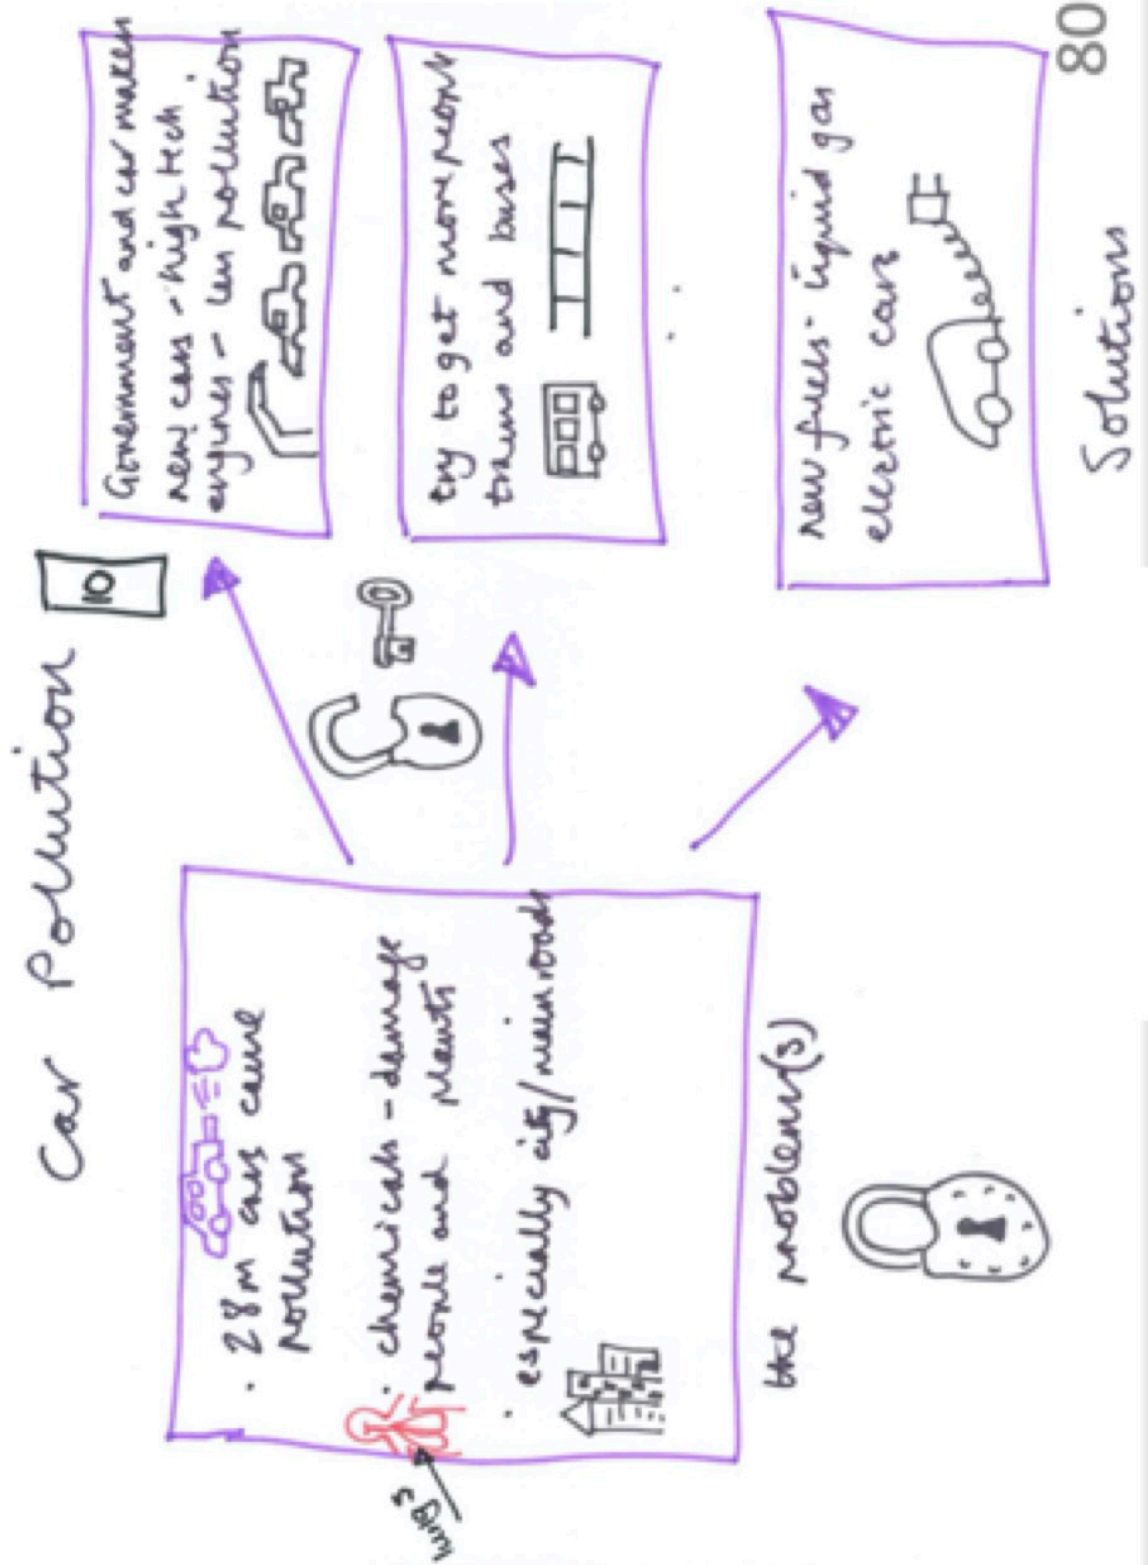 Car Pollution
10
· 28m cars cause
pollution
· chemicals - damage
people and plants
· especially city/main roads
lungs
the problem(s)
Government and car makers
new cars - high tech
engines - less pollution
try to get more people
trains and buses
new fuels - liquid gas
electric cars
Solutions
80